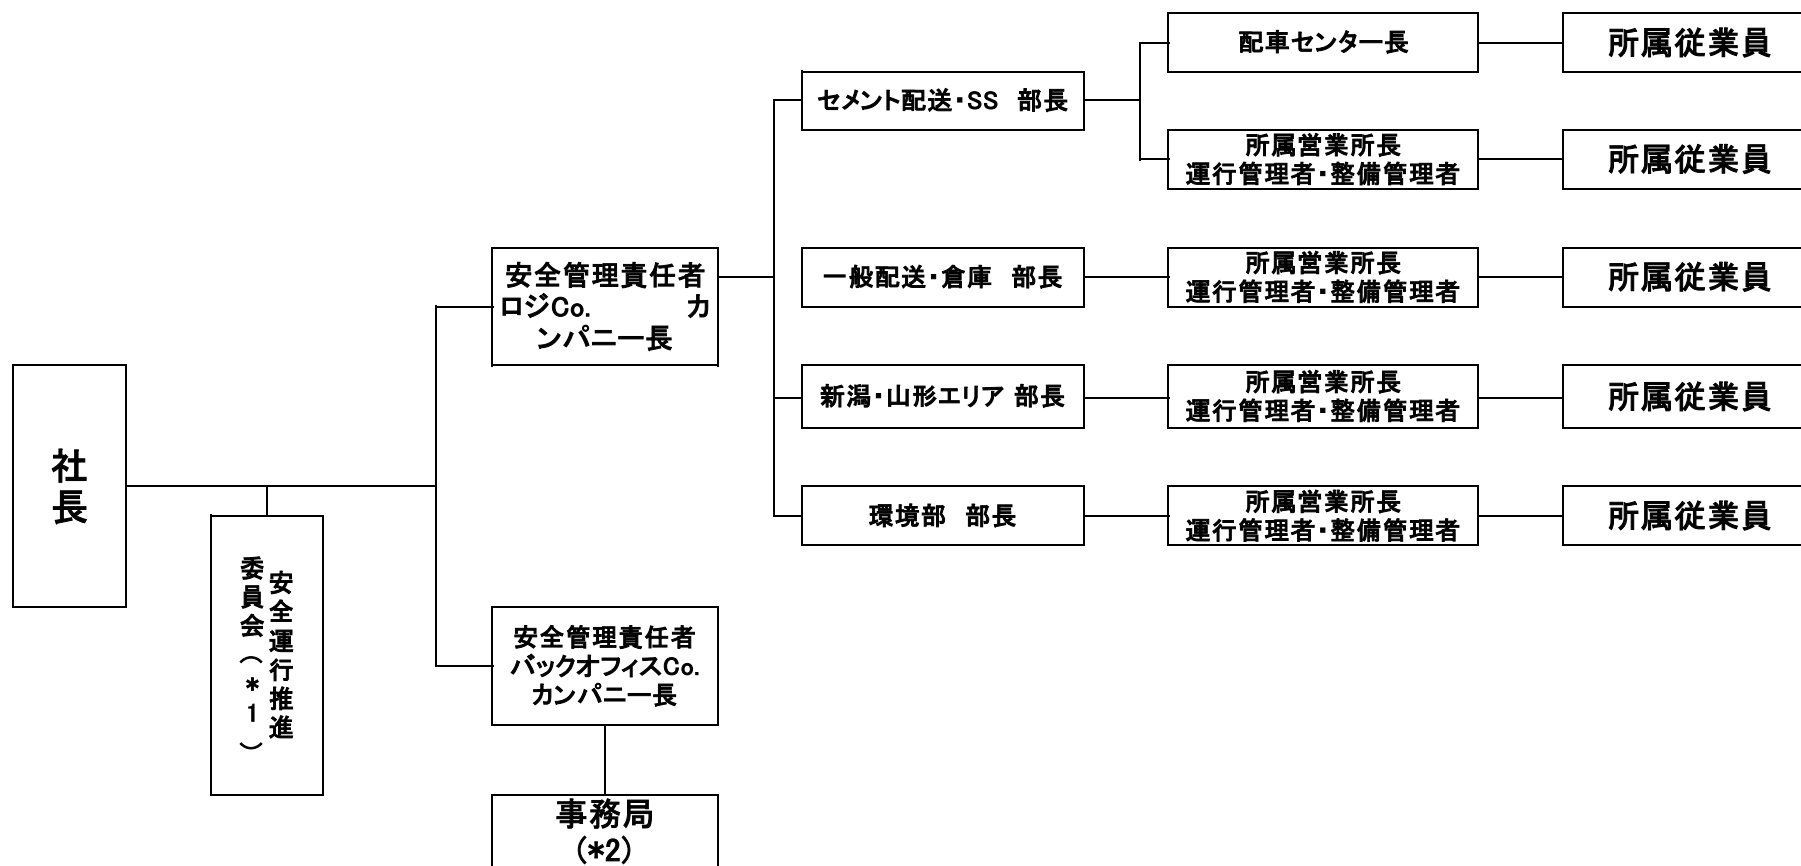 社
長
安全運行推進
委員会(*1)
安全管理責任者
ロジCo. カ
ンパニー長
安全管理責任者
バックオフィスCo.
カンパニー長
事務局
(*2)
セメント配送・SS 部長
配車センター長
所属従業員
所属営業所長
運行管理者・整備管理者
所属従業員
一般配送・倉庫 部長
所属営業所長
運行管理者・整備管理者
所属従業員
新潟・山形エリア 部長
所属営業所長
運行管理者・整備管理者
所属従業員
環境部 部長
所属営業所長
運行管理者・整備管理者
所属従業員